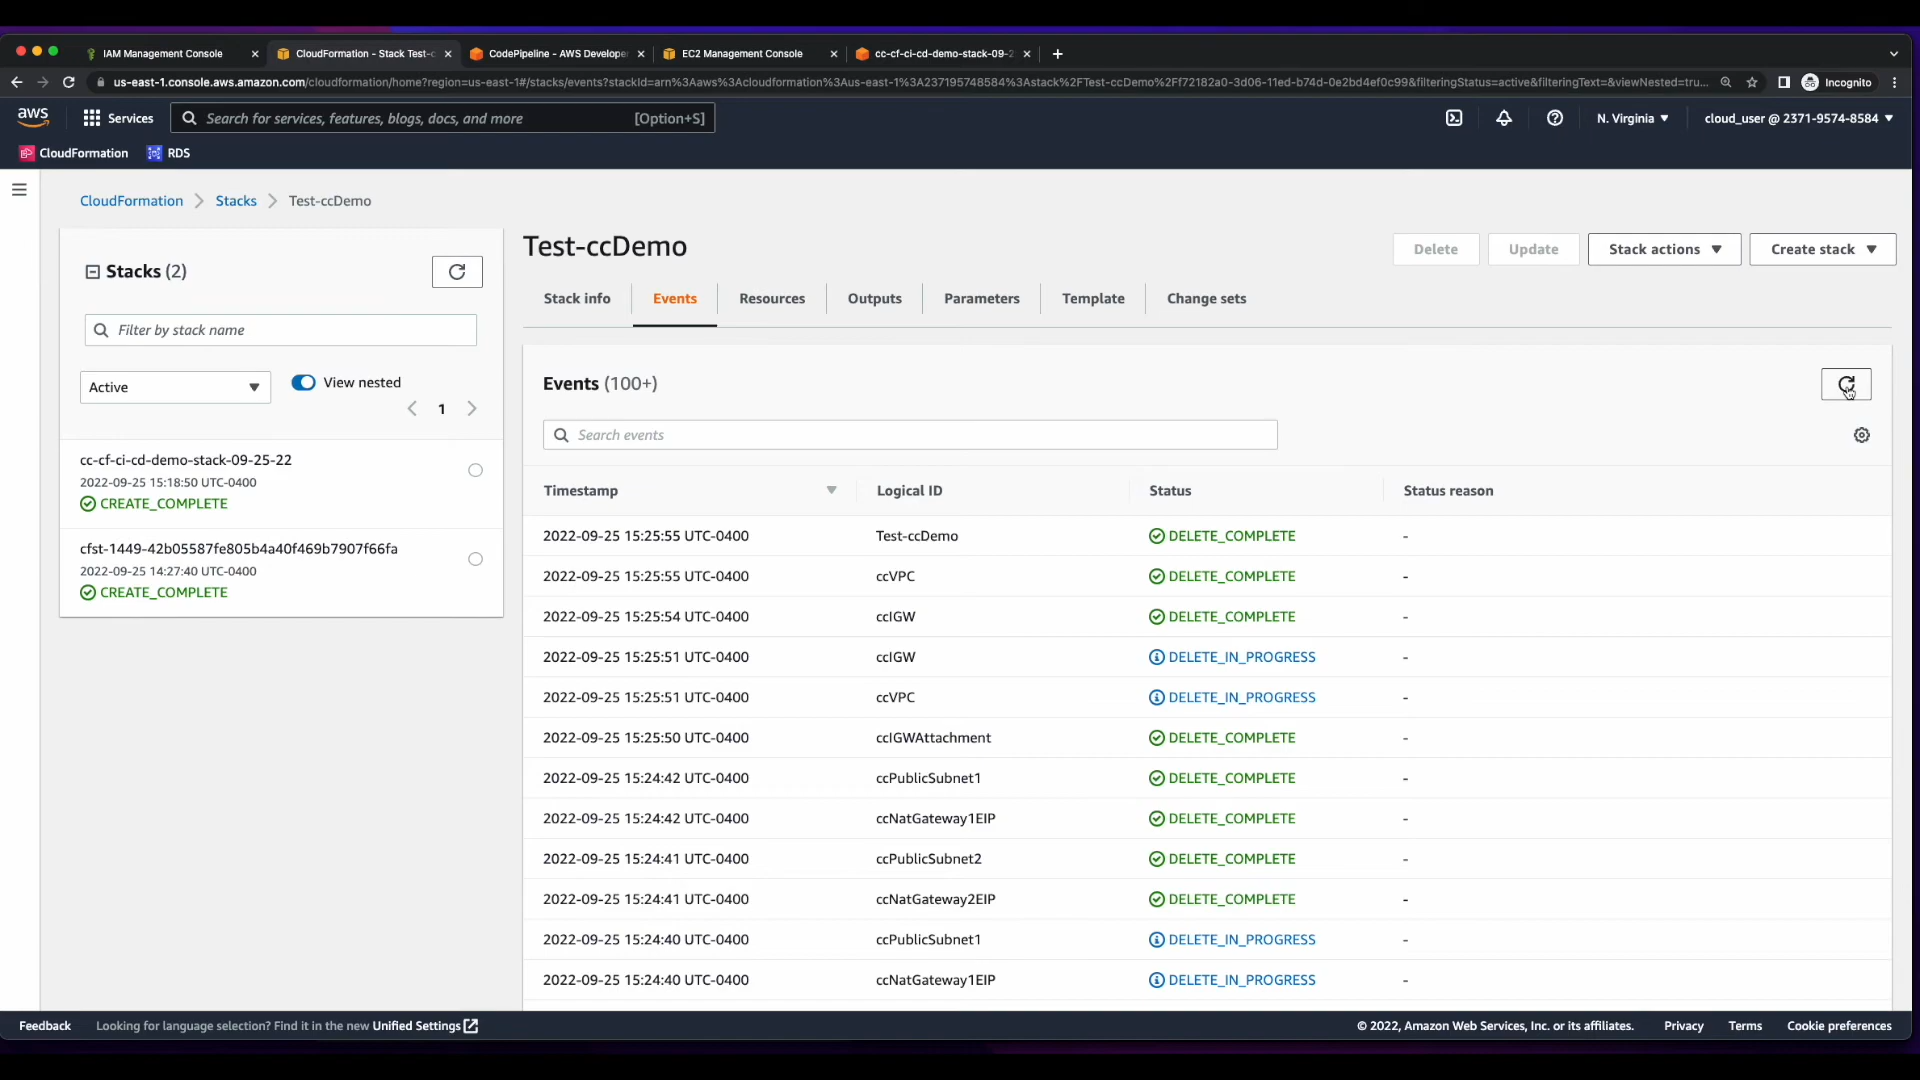 IAM Management Console
CloudFormation - Stack Test-c
CodePipeline - AWS Develope
EC2 Management Console
cc-cf-ci-cd-demo-stack-09-2
us-east-1.console.aws.amazon.com/cloudformation/home?region=us-east-1#/stacks/events?stackId=arn%3Aaws%3Acloudformation%3Aus-east-1%3A237195748584%3Astack%2FTest-ccDemo%2Ff72182a0-3d06-11ed-b74d-0e2bd4ef0c99&filteringStatus=active&filteringText=&viewNested=tru...
Incognito
aws
Services
Search for services, features, blogs, docs, and more
[Option+S]
N. Virginia
cloud_user @ 2371-9574-8584
CloudFormation
RDS
CloudFormation > Stacks > Test-ccDemo
Stacks (2)
Filter by stack name
Active
View nested
1
cc-cf-ci-cd-demo-stack-09-25-22
2022-09-25 15:18:50 UTC-0400
CREATE_COMPLETE
cfst-1449-42b05587fe805b4a40f469b7907f66fa
2022-09-25 14:27:40 UTC-0400
CREATE_COMPLETE
Test-ccDemo
Delete
Update
Stack actions
Create stack
Stack info
Events
Resources
Outputs
Parameters
Template
Change sets
Events (100+)
Search events
Timestamp Logical ID Status Status reason
2022-09-25 15:25:55 UTC-0400 Test-ccDemo DELETE_COMPLETE -
2022-09-25 15:25:55 UTC-0400 ccVPC DELETE_COMPLETE -
2022-09-25 15:25:54 UTC-0400 ccIGW DELETE_COMPLETE -
2022-09-25 15:25:51 UTC-0400 ccIGW DELETE_IN_PROGRESS -
2022-09-25 15:25:51 UTC-0400 ccVPC DELETE_IN_PROGRESS -
2022-09-25 15:25:50 UTC-0400 ccIGWAttachment DELETE_COMPLETE -
2022-09-25 15:24:42 UTC-0400 ccPublicSubnet1 DELETE_COMPLETE -
2022-09-25 15:24:42 UTC-0400 ccNatGateway1EIP DELETE_COMPLETE -
2022-09-25 15:24:41 UTC-0400 ccPublicSubnet2 DELETE_COMPLETE -
2022-09-25 15:24:41 UTC-0400 ccNatGateway2EIP DELETE_COMPLETE -
2022-09-25 15:24:40 UTC-0400 ccPublicSubnet1 DELETE_IN_PROGRESS -
2022-09-25 15:24:40 UTC-0400 ccNatGateway1EIP DELETE_IN_PROGRESS -
Feedback
Looking for language selection? Find it in the new Unified Settings
© 2022, Amazon Web Services, Inc. or its affiliates.
Privacy
Terms
Cookie preferences